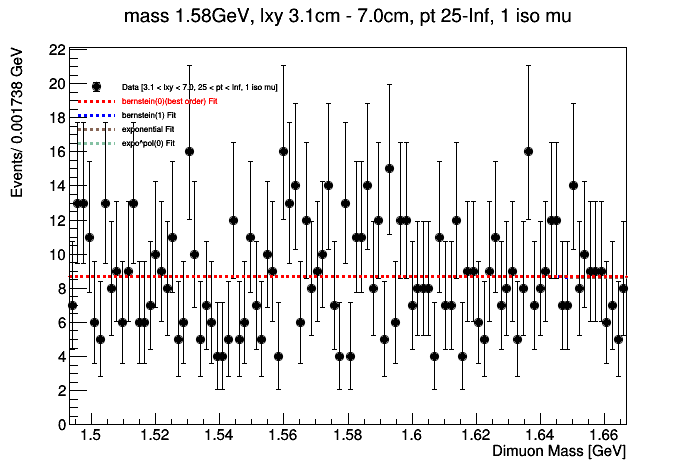 mass 1.58GeV, lxy 3.1cm - 7.0cm, pt 25-Inf, 1 iso mu
Events/ 0.001738 GeV
22
20
18
16
14
12
10
8
6
4
2
0
Data [3.1 < lxy < 7.0, 25 < pt < Inf, 1 iso mu]
bernstein(0)(best order) Fit
bernstein(1) Fit
exponential Fit
expo*pol(0) Fit
1.5 1.52 1.54 1.56 1.58 1.6 1.62 1.64 1.66
Dimuon Mass [GeV]